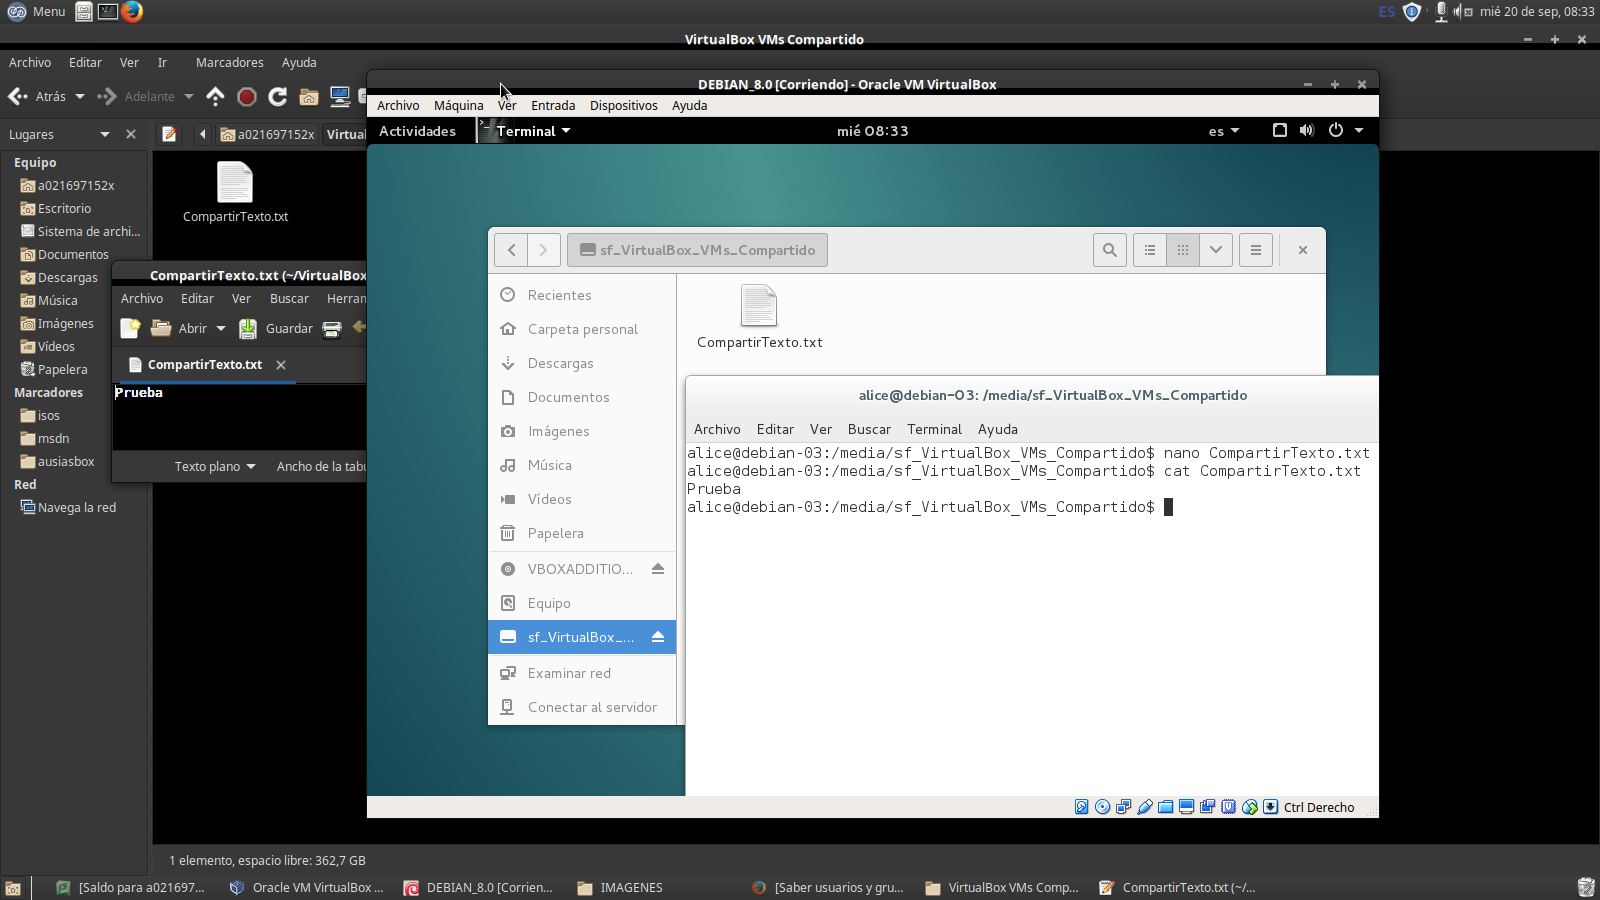 Menu
ES
mié 20 de sep, 08:33
VirtualBox VMs Compartido
Archivo Editar Ver Ir Marcadores Ayuda
Atrás Adelante
Lugares
a021697152x
Equipo
a021697152x
Escritorio
Sistema de archi...
Documentos
Descargas
Música
Imágenes
Vídeos
Papelera
Marcadores
isos
msdn
ausiasbox
Red
Navega la red
CompartirTexto.txt
CompartirTexto.txt (~/VirtualBox
Archivo Editar Ver Buscar
Abrir Guardar
CompartirTexto.txt
Prueba
Texto plano
DEBIAN_8.0 [Corriendo] - Oracle VM VirtualBox
Archivo Máquina Ver Entrada Dispositivos Ayuda
Actividades Terminal mié 08:33 es
sf_VirtualBox_VMs_Compartido
Recientes
Carpeta personal
Descargas
Documentos
Imágenes
Música
Vídeos
Papelera
VBOXADDITIO...
Equipo
sf_VirtualBox_...
Examinar red
Conectar al servidor
CompartirTexto.txt
alice@debian-03: /media/sf_VirtualBox_VMs_Compartido
Archivo Editar Ver Buscar Terminal Ayuda
alice@debian-03:/media/sf_VirtualBox_VMs_Compartido$ nano CompartirTexto.txt
alice@debian-03:/media/sf_VirtualBox_VMs_Compartido$ cat CompartirTexto.txt
Prueba
alice@debian-03:/media/sf_VirtualBox_VMs_Compartido$
Ctrl Derecho
1 elemento, espacio libre: 362,7 GB
[Saldo para a021697... Oracle VM VirtualBox ... DEBIAN_8.0 [Corrien... IMAGENES [Saber usuarios y gru... VirtualBox VMs Comp... CompartirTexto.txt (~/...